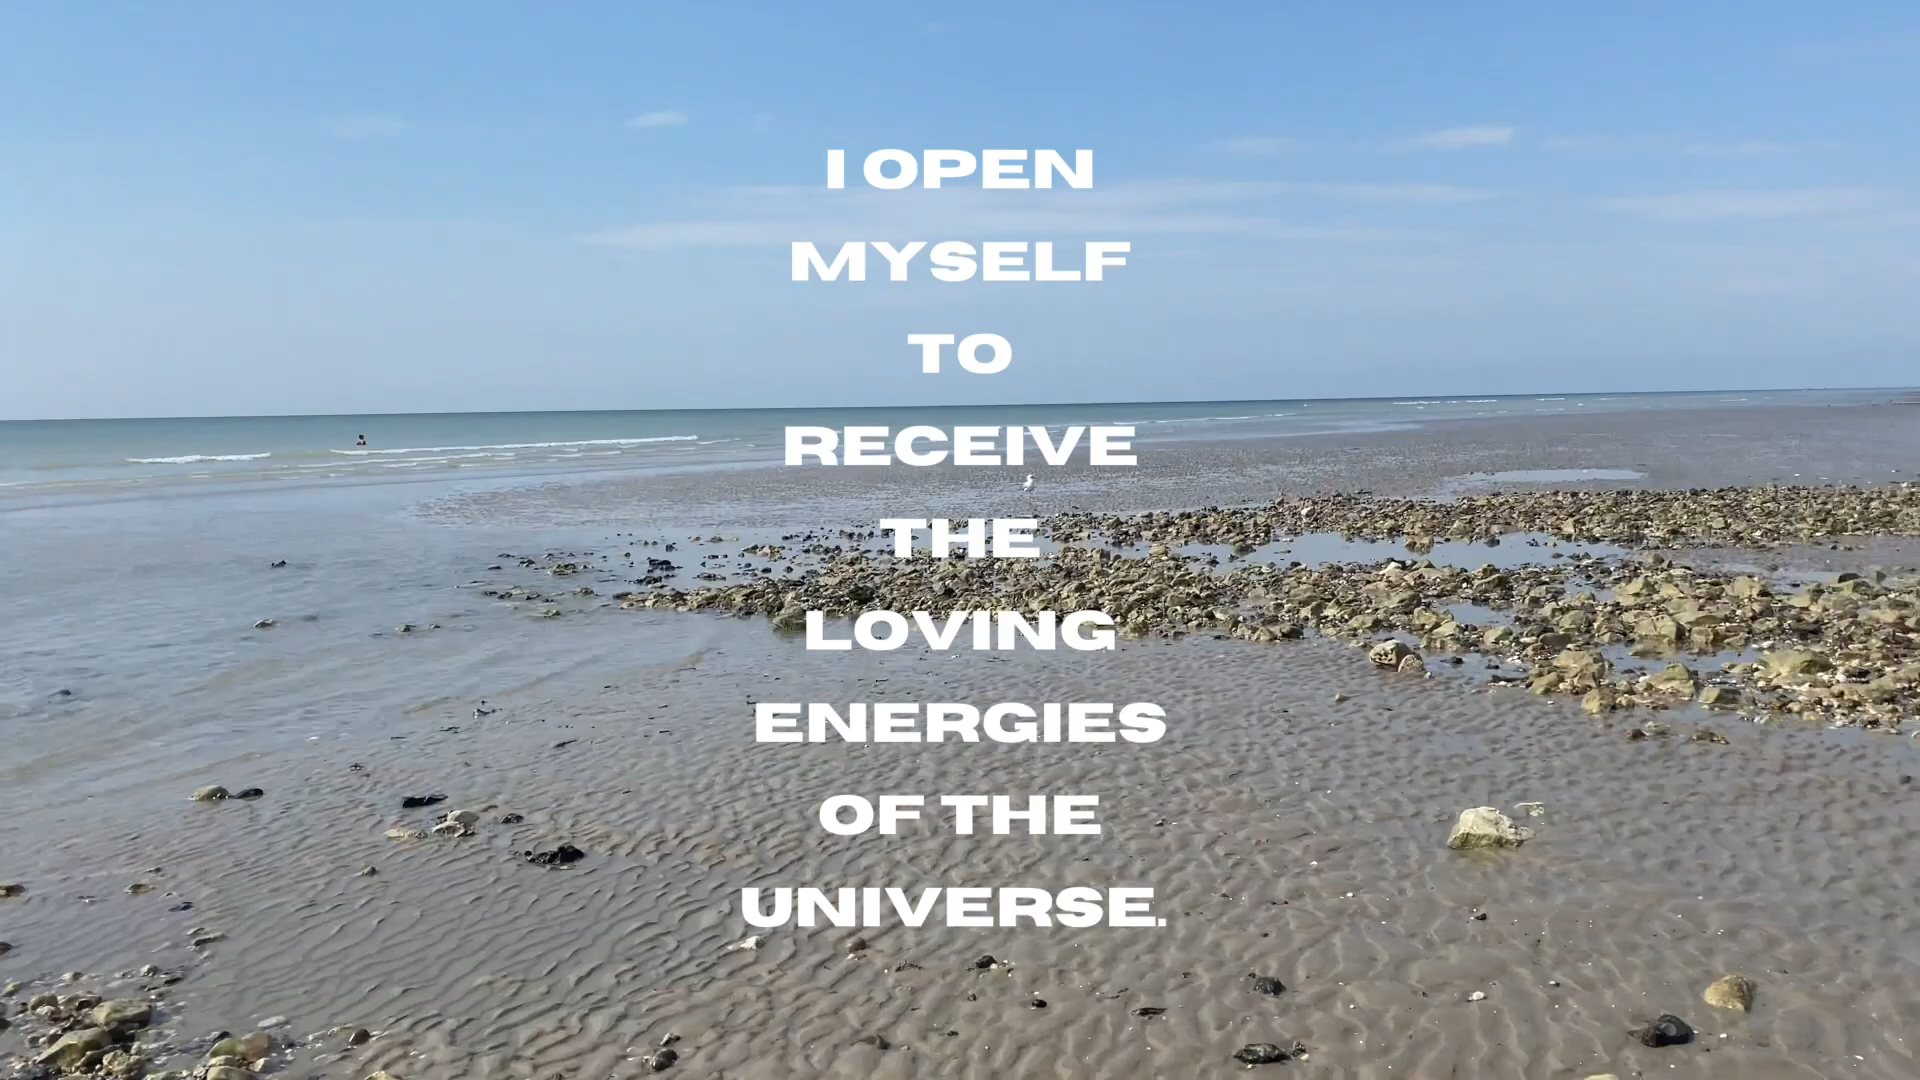 I OPEN
MYSELF
TO
RECEIVE
THE
LOVING
ENERGIES
OF THE
UNIVERSE.